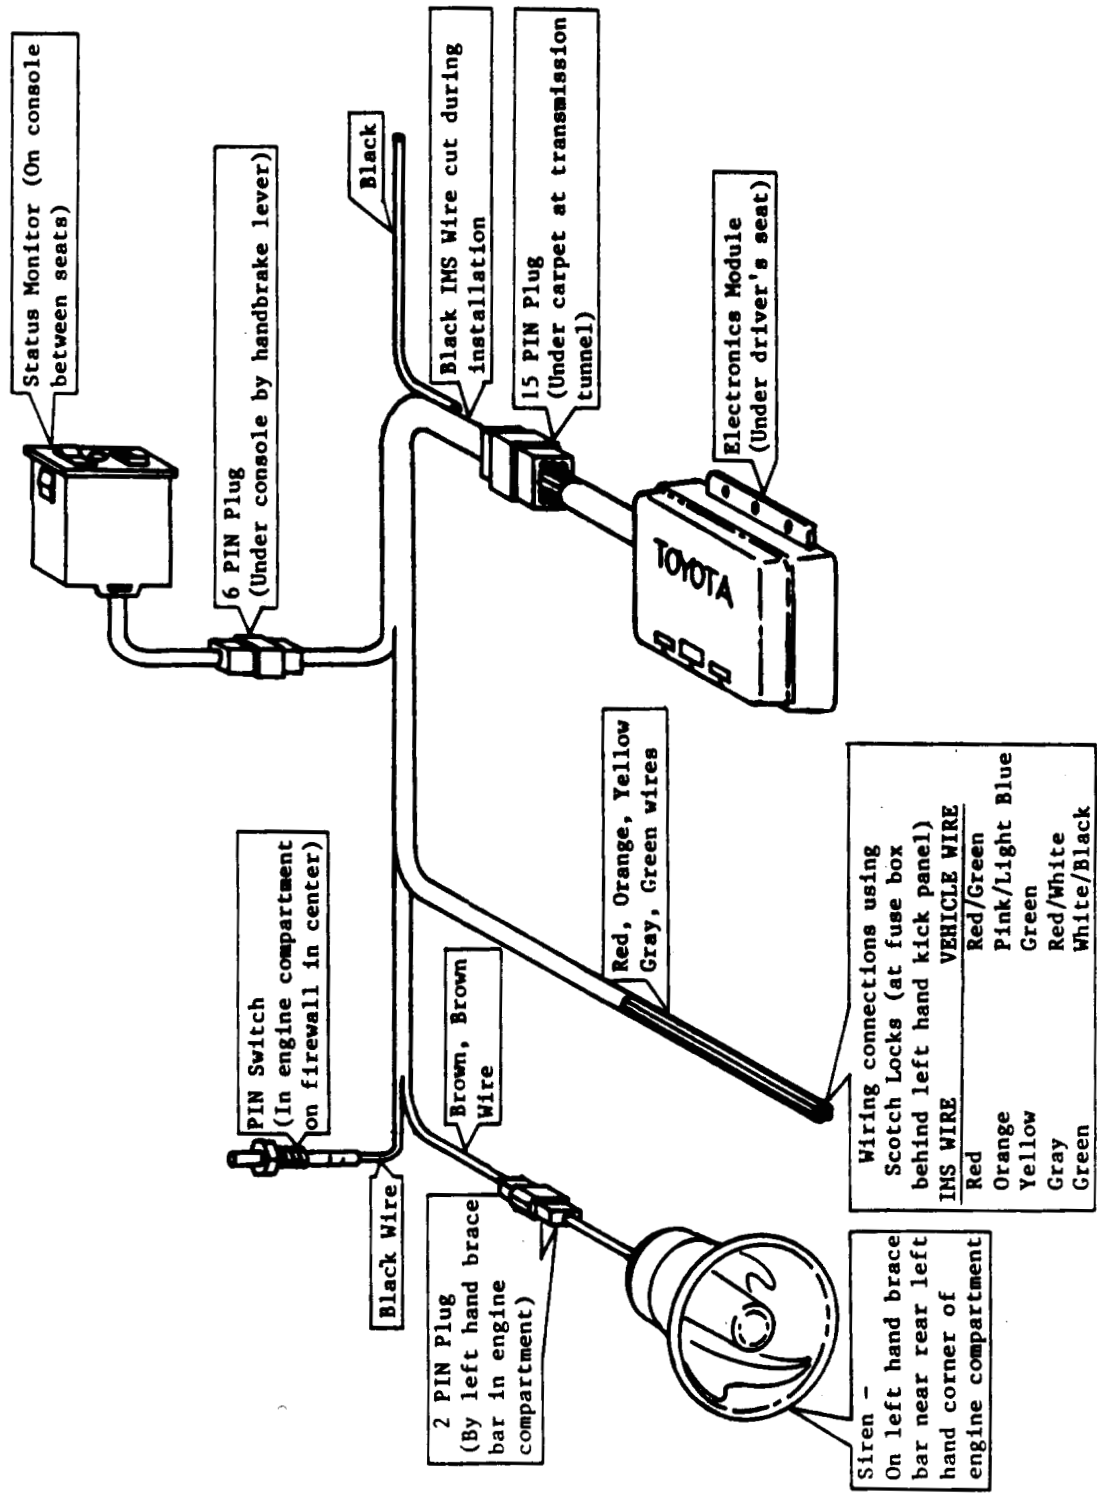 PIN Switch
(In engine compartment
on firewall in center)
Status Monitor (On console
between seats)
6 PIN Plug
(Under console by handbrake lever)
Black
Black Wire
Black IMS Wire cut during
installation
2 PIN Plug
(By left hand brace
bar in engine
compartment)
Brown, Brown
Wire
15 PIN Plug
(Under carpet at transmission
tunnel)
Red, Orange, Yellow
Gray, Green wires
TOYOTA
Electronics Module
(Under driver's seat)
Siren -
On left hand brace
bar near rear left
hand corner of
engine compartment
Wiring connections using
Scotch Locks (at fuse box
behind left hand kick panel)
IMS WIRE VEHICLE WIRE
Red Red/Green
Orange Pink/Light Blue
Yellow Green
Gray Red/White
Green White/Black